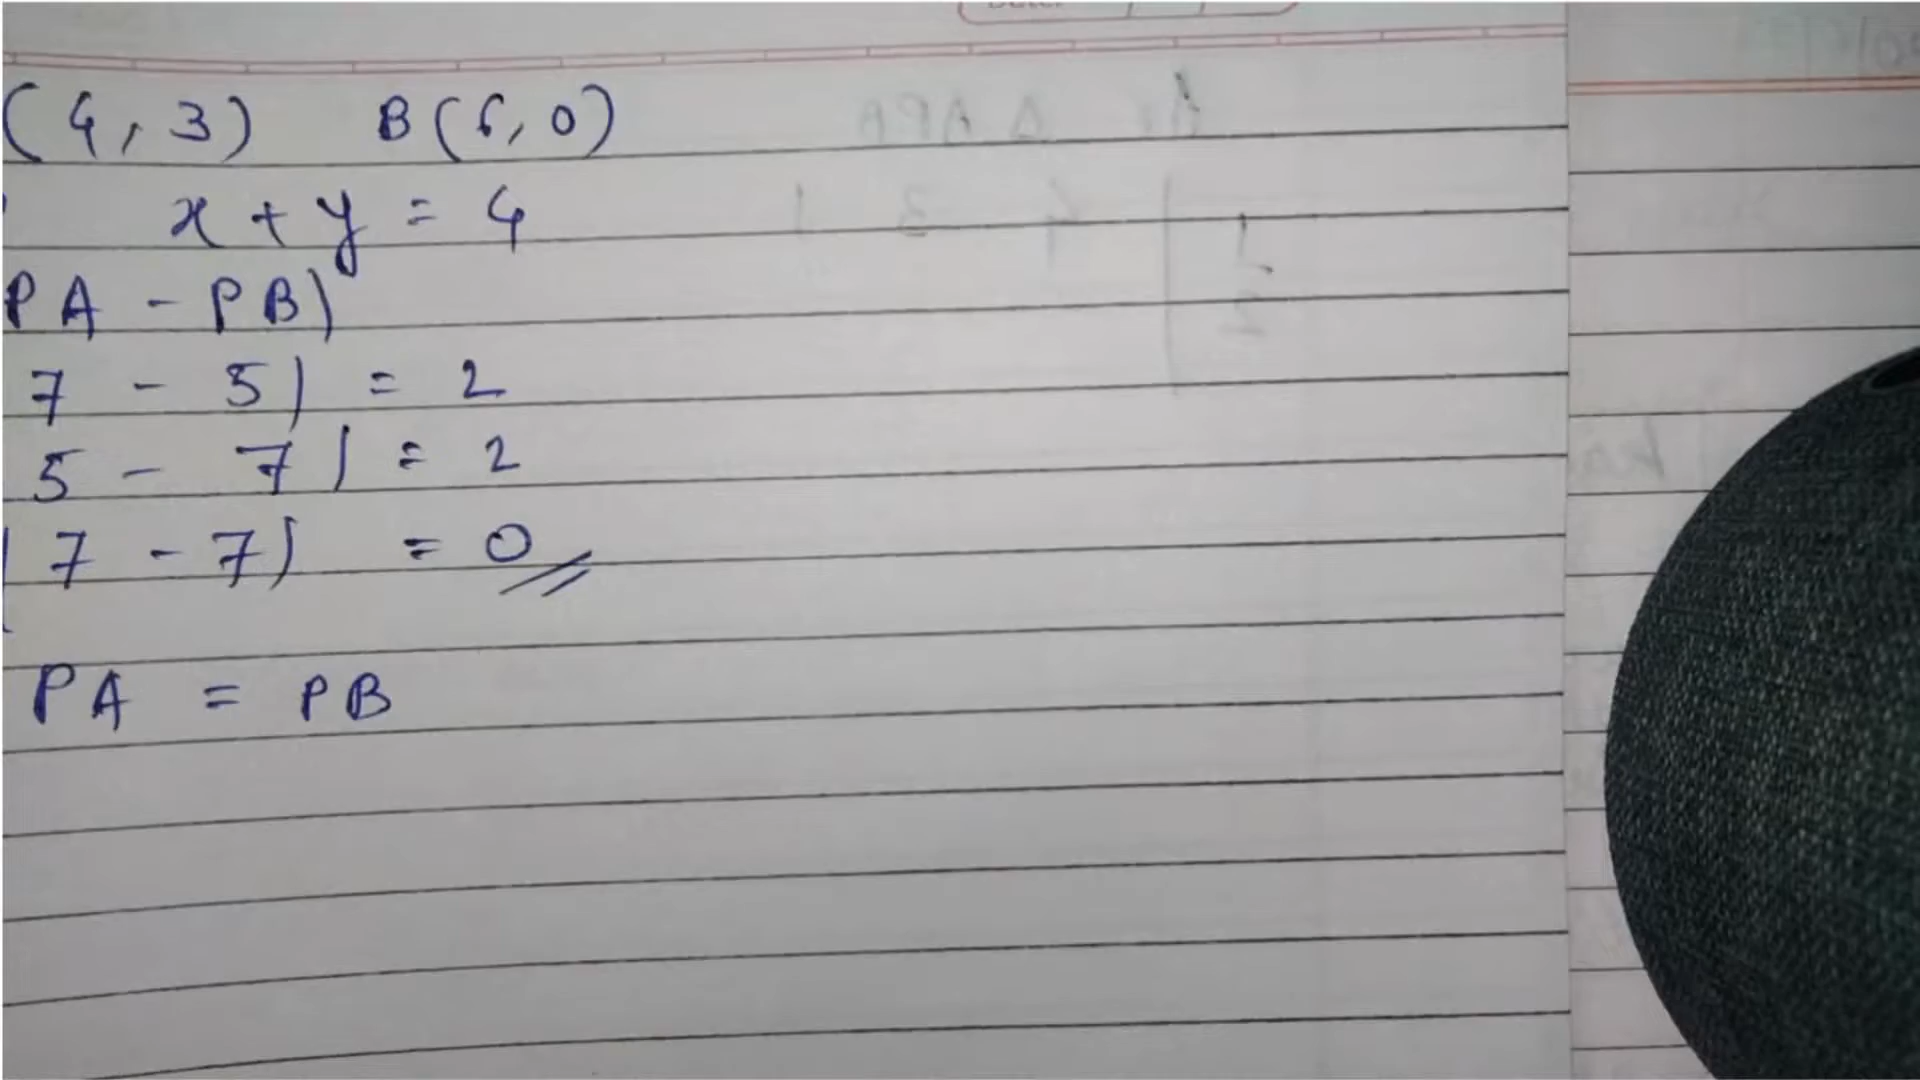 (4, 3) B(6, 0)
x + y = 4
PA - PB)
7 - 5) = 2
5 - 7) = 2
|7 - 7) = 0
PA = PB